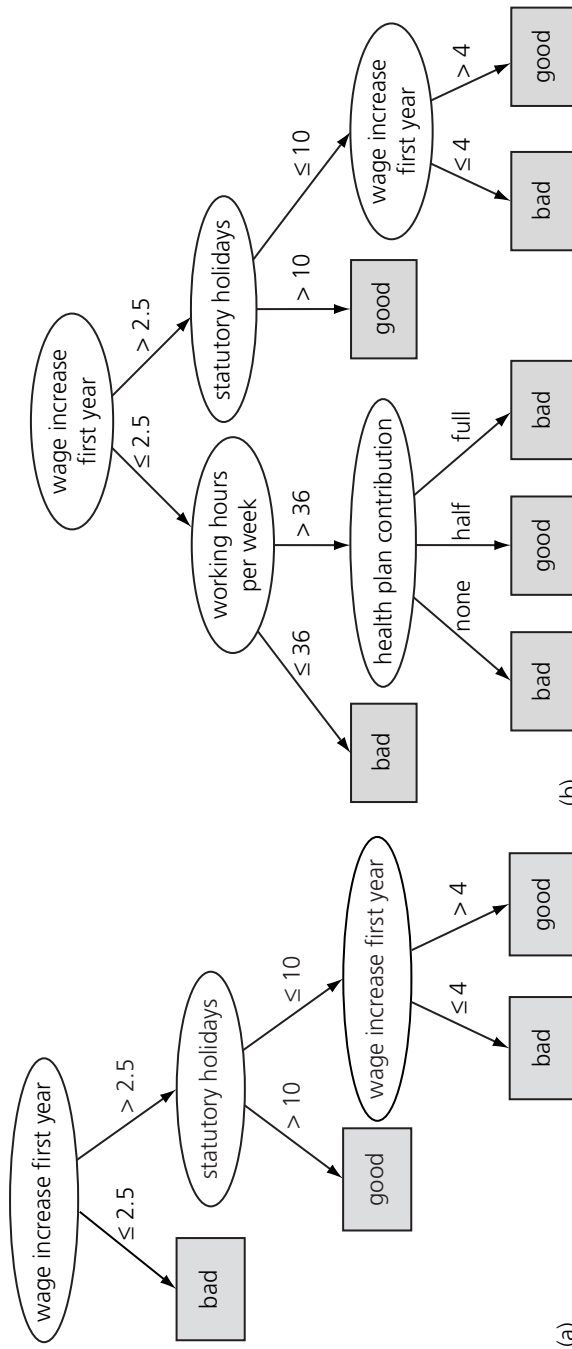 wage increase first year
≤ 2.5
> 2.5
bad
statutory holidays
> 10
≤ 10
good
wage increase first year
≤ 4
> 4
bad
good
(a)
wage increase
first year
≤ 2.5
> 2.5
working hours
per week
statutory holidays
≤ 36
> 36
> 10
≤ 10
bad
health plan contribution
good
wage increase
first year
none
half
full
≤ 4
> 4
bad
good
bad
bad
good
(b)